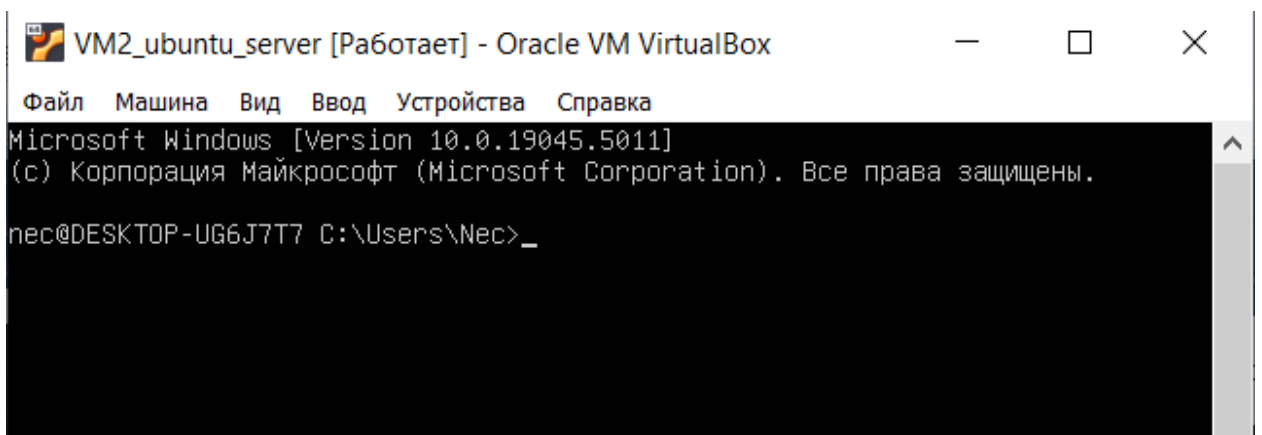 VM2_ubuntu_server [Работает] - Oracle VM VirtualBox
Файл Машина Вид Ввод Устройства Справка
Microsoft Windows [Version 10.0.19045.5011]
(c) Корпорация Майкрософт (Microsoft Corporation). Все права защищены.
nec@DESKTOP-UG6J7T7 C:\Users\Nec>_